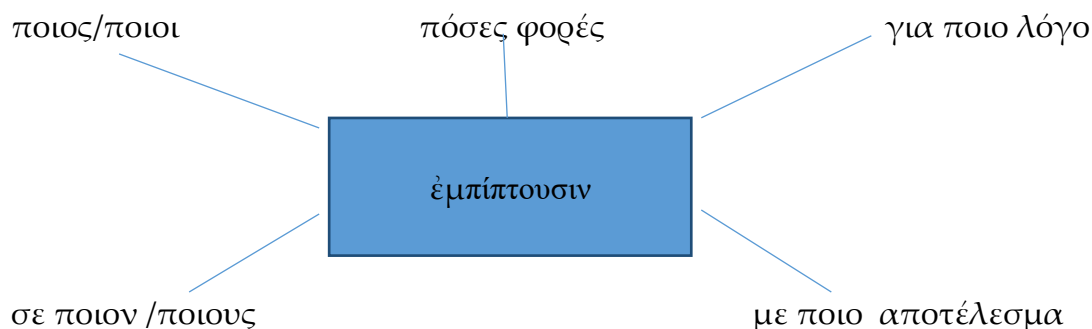 ποιος/ποιοι
πόσες φορές
για ποιο λόγο
ἐμπίπτουσιν
σε ποιον /ποιους
με ποιο αποτέλεσμα